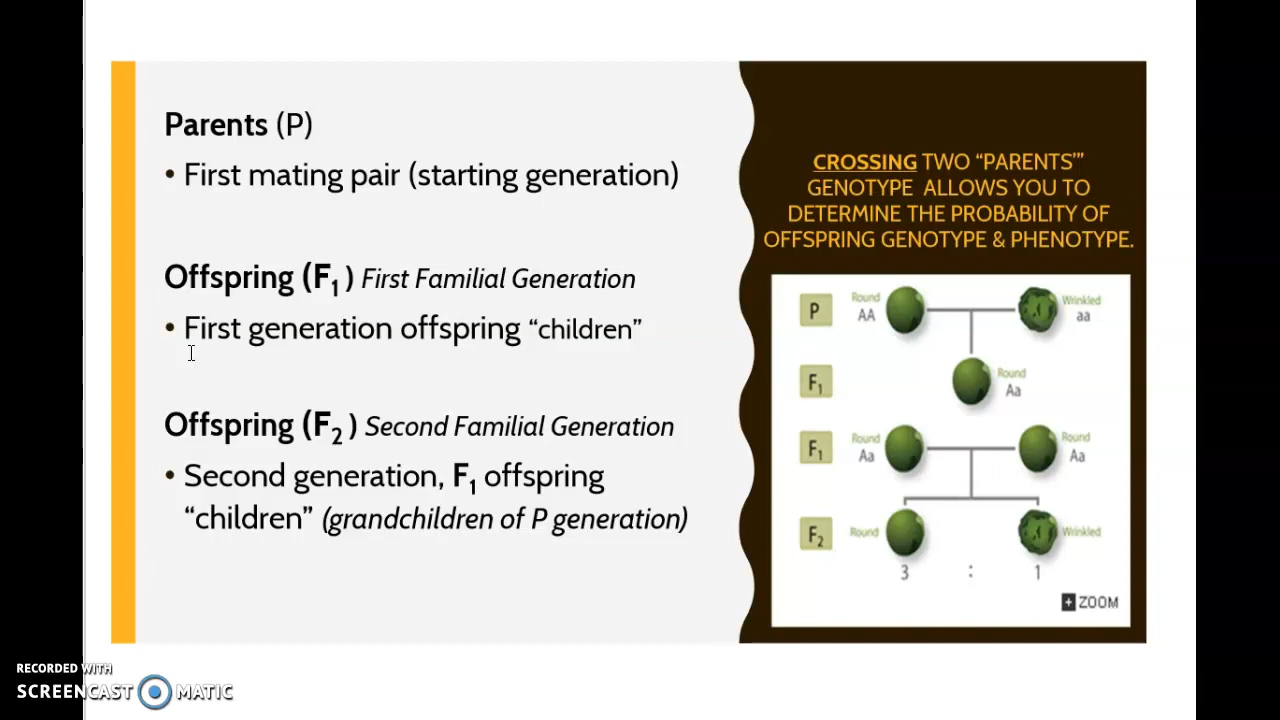 Parents (P)
• First mating pair (starting generation)
Offspring (F1 ) First Familial Generation
• First generation offspring “children”
Offspring (F2 ) Second Familial Generation
• Second generation, F1 offspring
“children” (grandchildren of P generation)
CROSSING TWO “PARENTS’”
GENOTYPE ALLOWS YOU TO
DETERMINE THE PROBABILITY OF
OFFSPRING GENOTYPE & PHENOTYPE.
P Round Wrinkled
AA aa
F1 Round
Aa
F1 Round Round
Aa Aa
F2 Round Wrinkled
3 : 1
+ ZOOM
RECORDED WITH
SCREENCAST MATIC